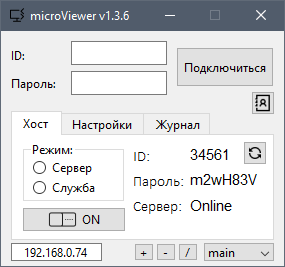 microViewer v1.3.6
ID:
Пароль:
Подключиться
Хост Настройки Журнал
Режим:
Сервер
Служба
ON
ID: 34561
Пароль: m2wH83V
Сервер: Online
192.168.0.74 + - / main